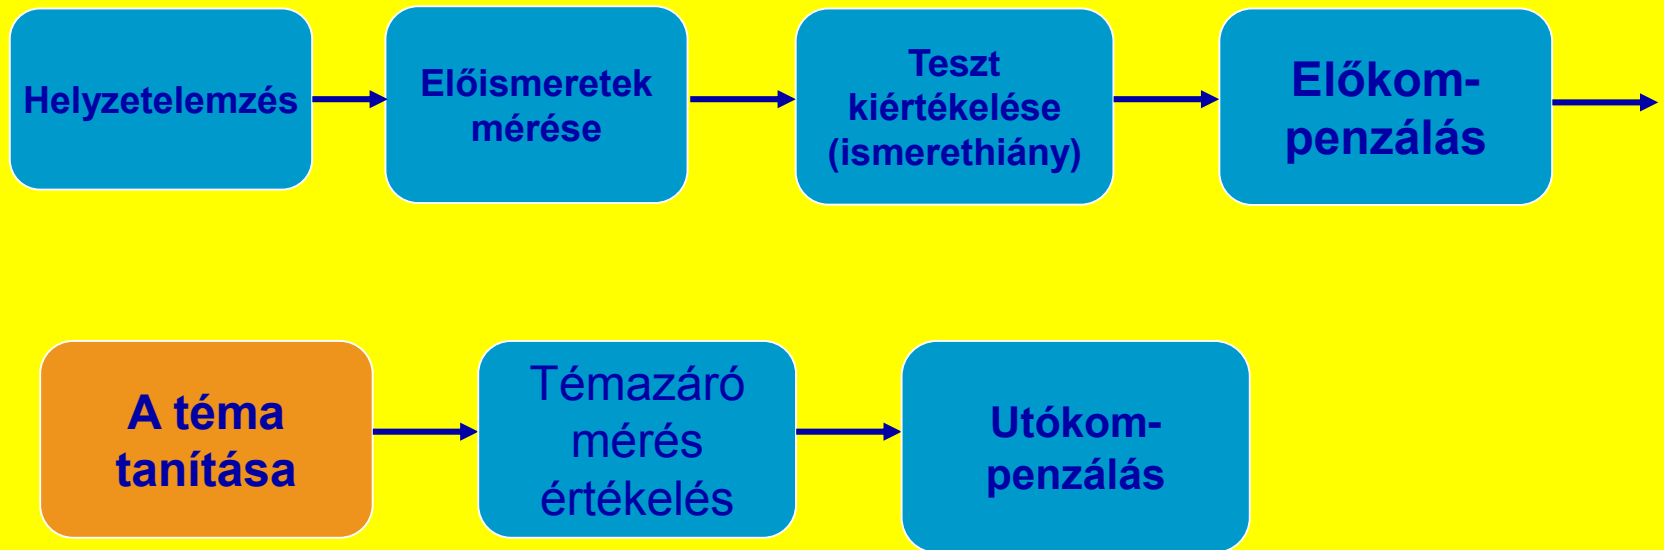 Helyzetelemzés
Előismeretek
mérése
Teszt
kiértékelése
(ismerethiány)
Előkom-
penzálás
A téma
tanítása
Témazáró
mérés
értékelés
Utókom-
penzálás